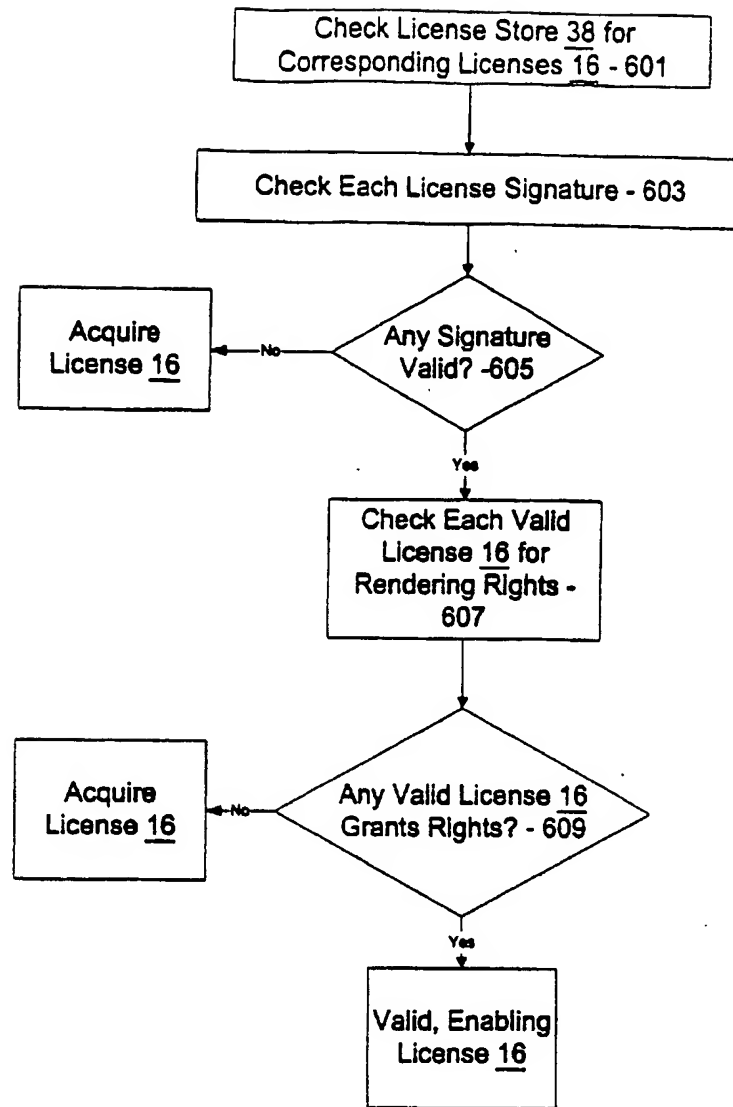 Check License Store 38 for
Corresponding Licenses 16 - 601
Check Each License Signature - 603
Any Signature
Valid? -605
No
Acquire
License 16
Yes
Check Each Valid
License 16 for
Rendering Rights -
607
Any Valid License 16
Grants Rights? - 609
No
Acquire
License 16
Yes
Valid, Enabling
License 16